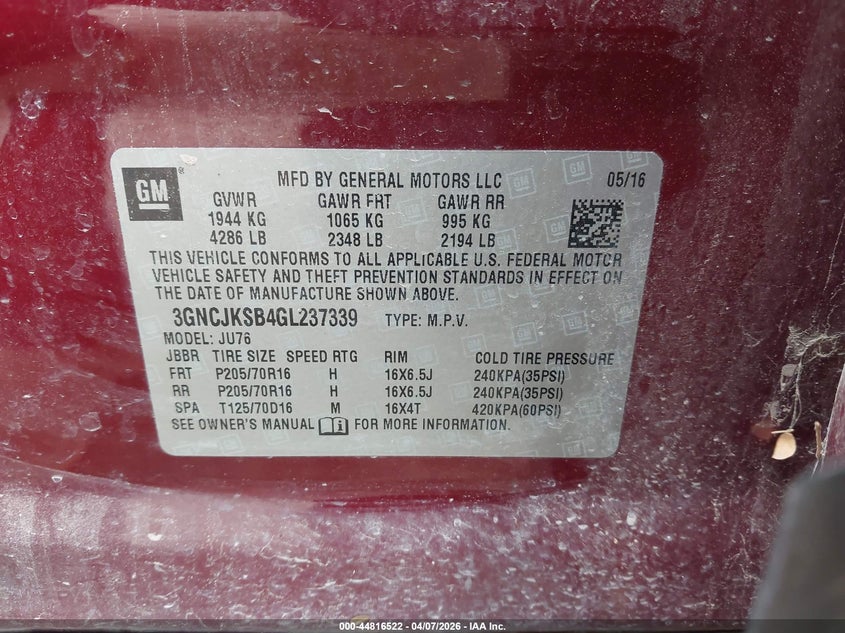 GM
MFD BY GENERAL MOTORS LLC 05/16
GVWR GAWR FRT GAWR RR
1944 KG 1065 KG 995 KG
4286 LB 2348 LB 2194 LB
THIS VEHICLE CONFORMS TO ALL APPLICABLE U.S. FEDERAL MOTOR
VEHICLE SAFETY AND THEFT PREVENTION STANDARDS IN EFFECT ON
THE DATE OF MANUFACTURE SHOWN ABOVE.
3GNCJKSB4GL237339 TYPE: M.P.V.
MODEL: JU76
JBBR TIRE SIZE SPEED RTG RIM COLD TIRE PRESSURE
FRT P205/70R16 H 16X6.5J 240KPA(35PSI)
RR P205/70R16 H 16X6.5J 240KPA(35PSI)
SPA T125/70D16 M 16X4T 420KPA(60PSI)
SEE OWNER'S MANUAL FOR MORE INFORMATION.
000-44816522 - 04/07/2026 - IAA Inc.